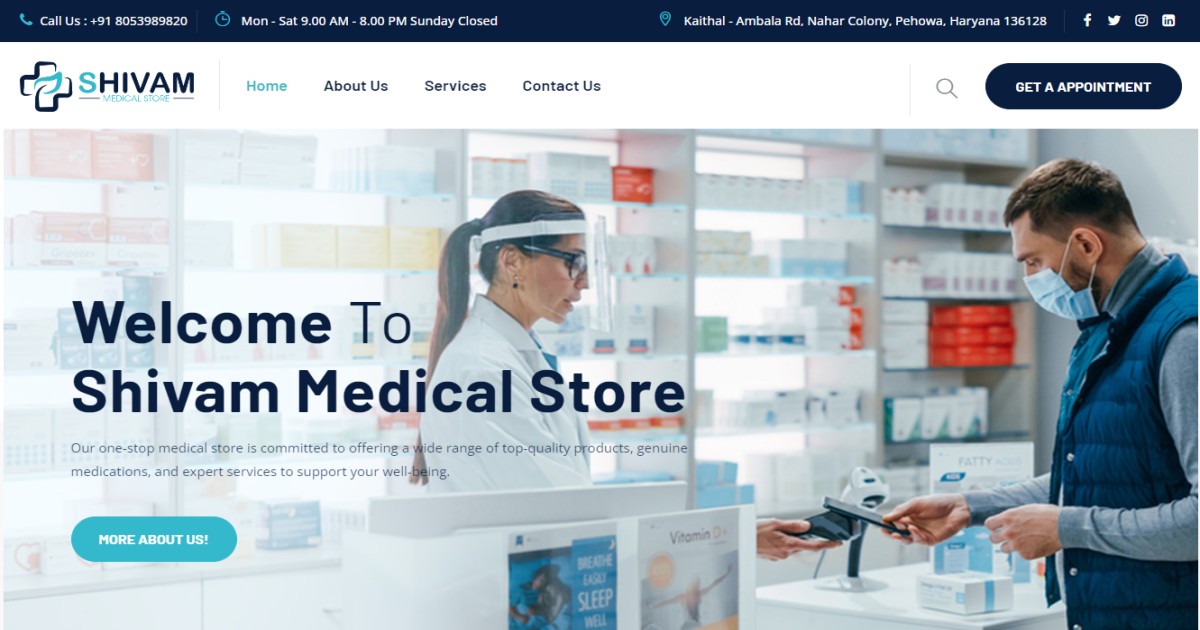 Call Us : +91 8053989820
Mon - Sat 9.00 AM - 8.00 PM Sunday Closed
Kaithal - Ambala Rd, Nahar Colony, Pehowa, Haryana 136128
SHIVAM
MEDICAL STORE
Home
About Us
Services
Contact Us
GET A APPOINTMENT
Welcome To
Shivam Medical Store
Our one-stop medical store is committed to offering a wide range of top-quality products, genuine
medications, and expert services to support your well-being.
MORE ABOUT US!
FATTY ACIDS
Vitamin D+
BREATHE
EASILY
SLEEP
WELL